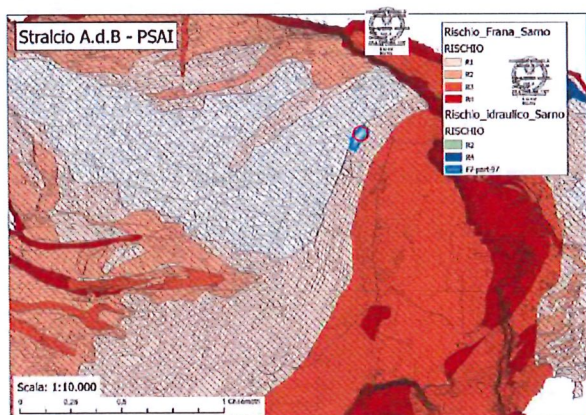 Stralcio A.d.B - PSAI
Rischio_Frana_Sarno
RISCHIO
R1
R2
R3
R4
Rischio_idraulico_Sarno
RISCHIO
R4
Scala: 1:10.000
0 0,25 0,5 1 Chilometri